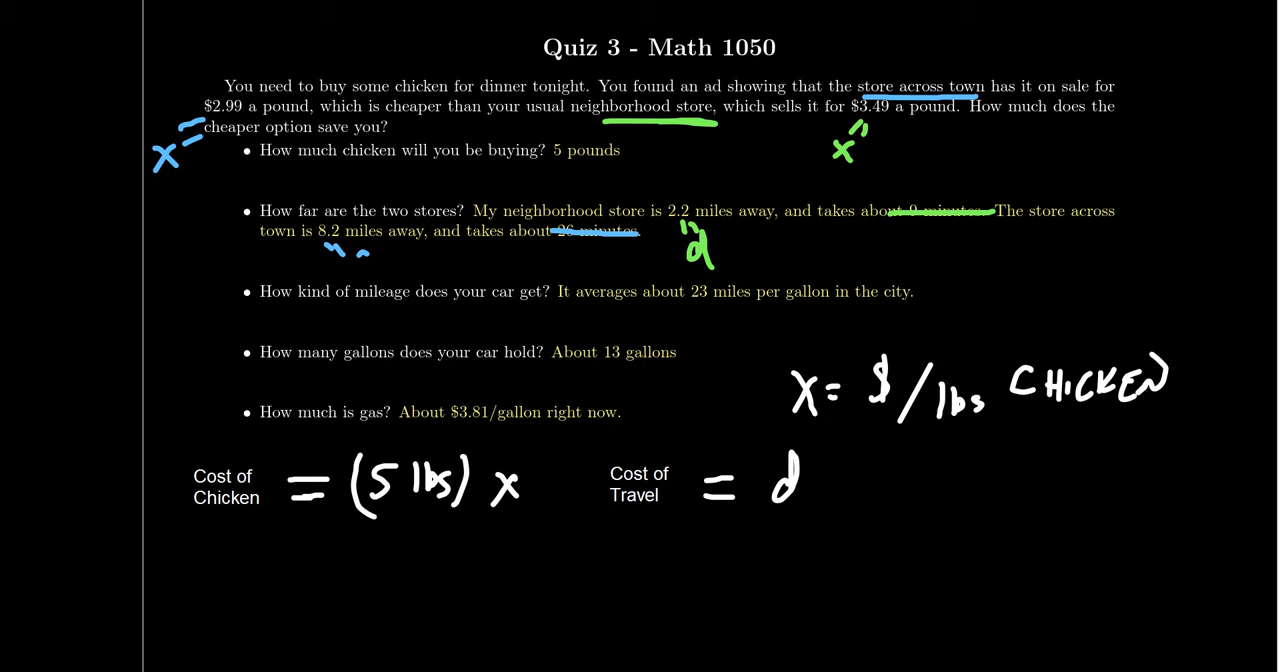 Quiz 3 - Math 1050
You need to buy some chicken for dinner tonight. You found an ad showing that the store across town has it on sale for
$2.99 a pound, which is cheaper than your usual neighborhood store, which sells it for $3.49 a pound. How much does the
cheaper option save you?
x =
x "
• How much chicken will you be buying? 5 pounds
• How far are the two stores? My neighborhood store is 2.2 miles away, and takes about 9 minutes. The store across
town is 8.2 miles away, and takes about 26 minutes.
d
• How kind of mileage does your car get? It averages about 23 miles per gallon in the city.
• How many gallons does your car hold? About 13 gallons
x = $/lbs CHICKEN
• How much is gas? About $3.81/gallon right now.
Cost of
Chicken
= (5 lbs) x
Cost of
Travel
= d